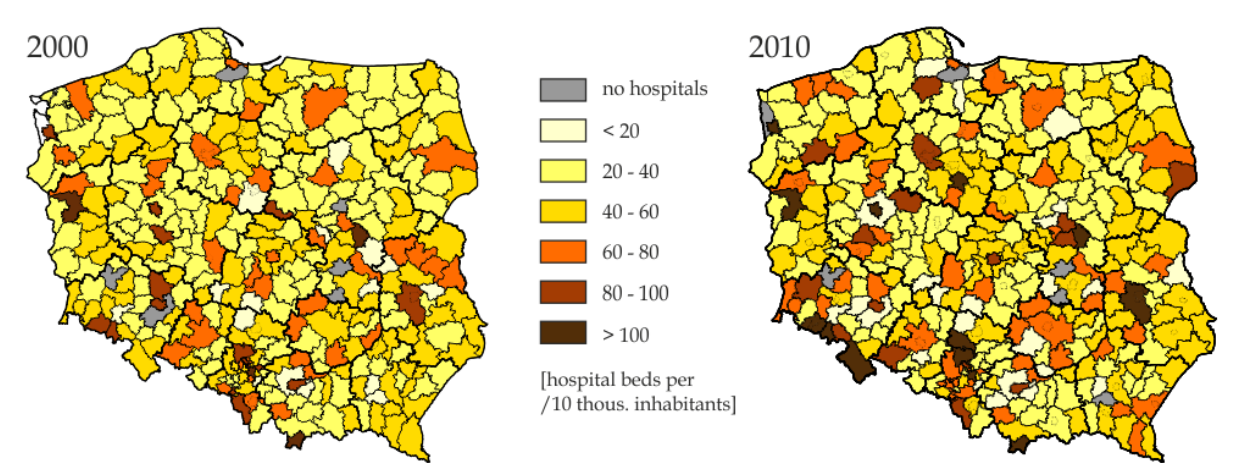 2000
2010
no hospitals
< 20
20 - 40
40 - 60
60 - 80
80 - 100
> 100
[hospital beds per
/10 thous. inhabitants]